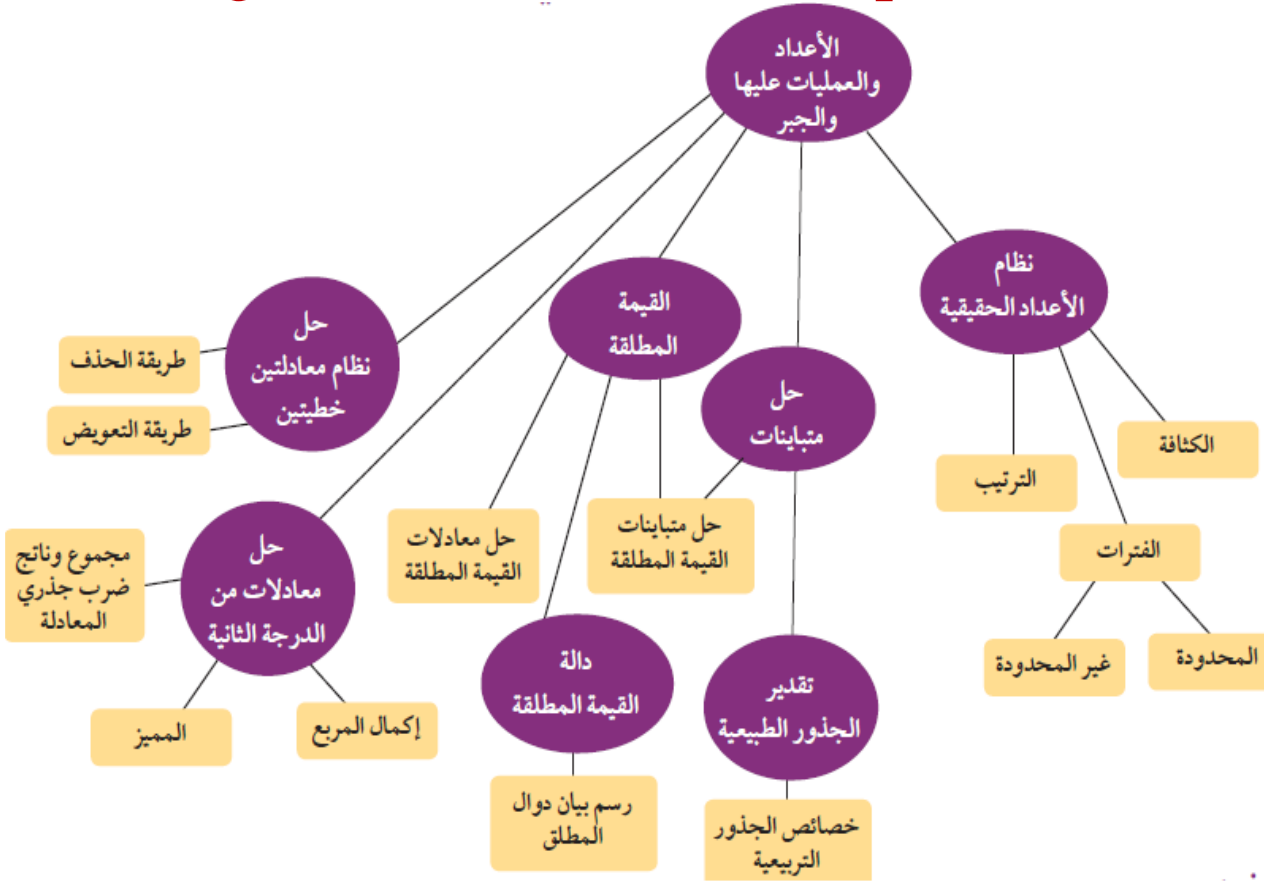 الأعداد
والعمليات عليها
والجبر
نظام
الأعداد الحقيقية
الكثافة
الترتيب
الفترات
المحدودة
غير المحدودة
حل
متباينات
القيمة
المطلقة
حل متباينات
القيمة المطلقة
حل معادلات
القيمة المطلقة
تقدير
الجذور الطبيعية
خصائص الجذور
التربيعية
دالة
القيمة المطلقة
رسم بيان دوال
المطلق
حل
نظام معادلتين
خطيتين
طريقة الحذف
طريقة التعويض
حل
معادلات من
الدرجة الثانية
مجموع وناتج
ضرب جذري
المعادلة
إكمال المربع
المميز